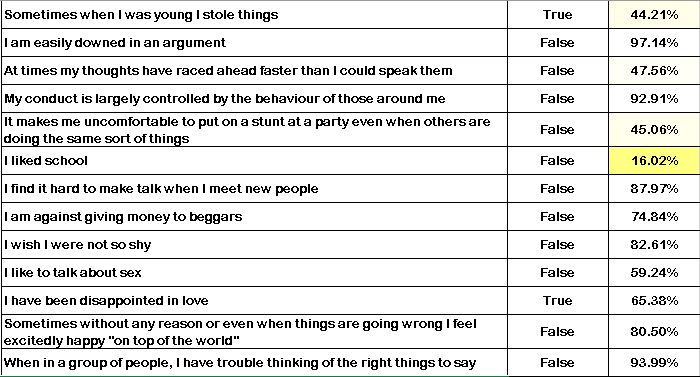 Sometimes when I was young I stole things True 44.21%
I am easily downed in an argument False 97.14%
At times my thoughts have raced ahead faster than I could speak them False 47.56%
My conduct is largely controlled by the behaviour of those around me False 92.91%
It makes me uncomfortable to put on a stunt at a party even when others are
doing the same sort of things False 45.06%
I liked school False 16.02%
I find it hard to make talk when I meet new people False 87.97%
I am against giving money to beggars False 74.84%
I wish I were not so shy False 82.61%
I like to talk about sex False 59.24%
I have been disappointed in love True 65.38%
Sometimes without any reason or even when things are going wrong I feel
excitedly happy "on top of the world" False 80.50%
When in a group of people, I have trouble thinking of the right things to say False 93.99%